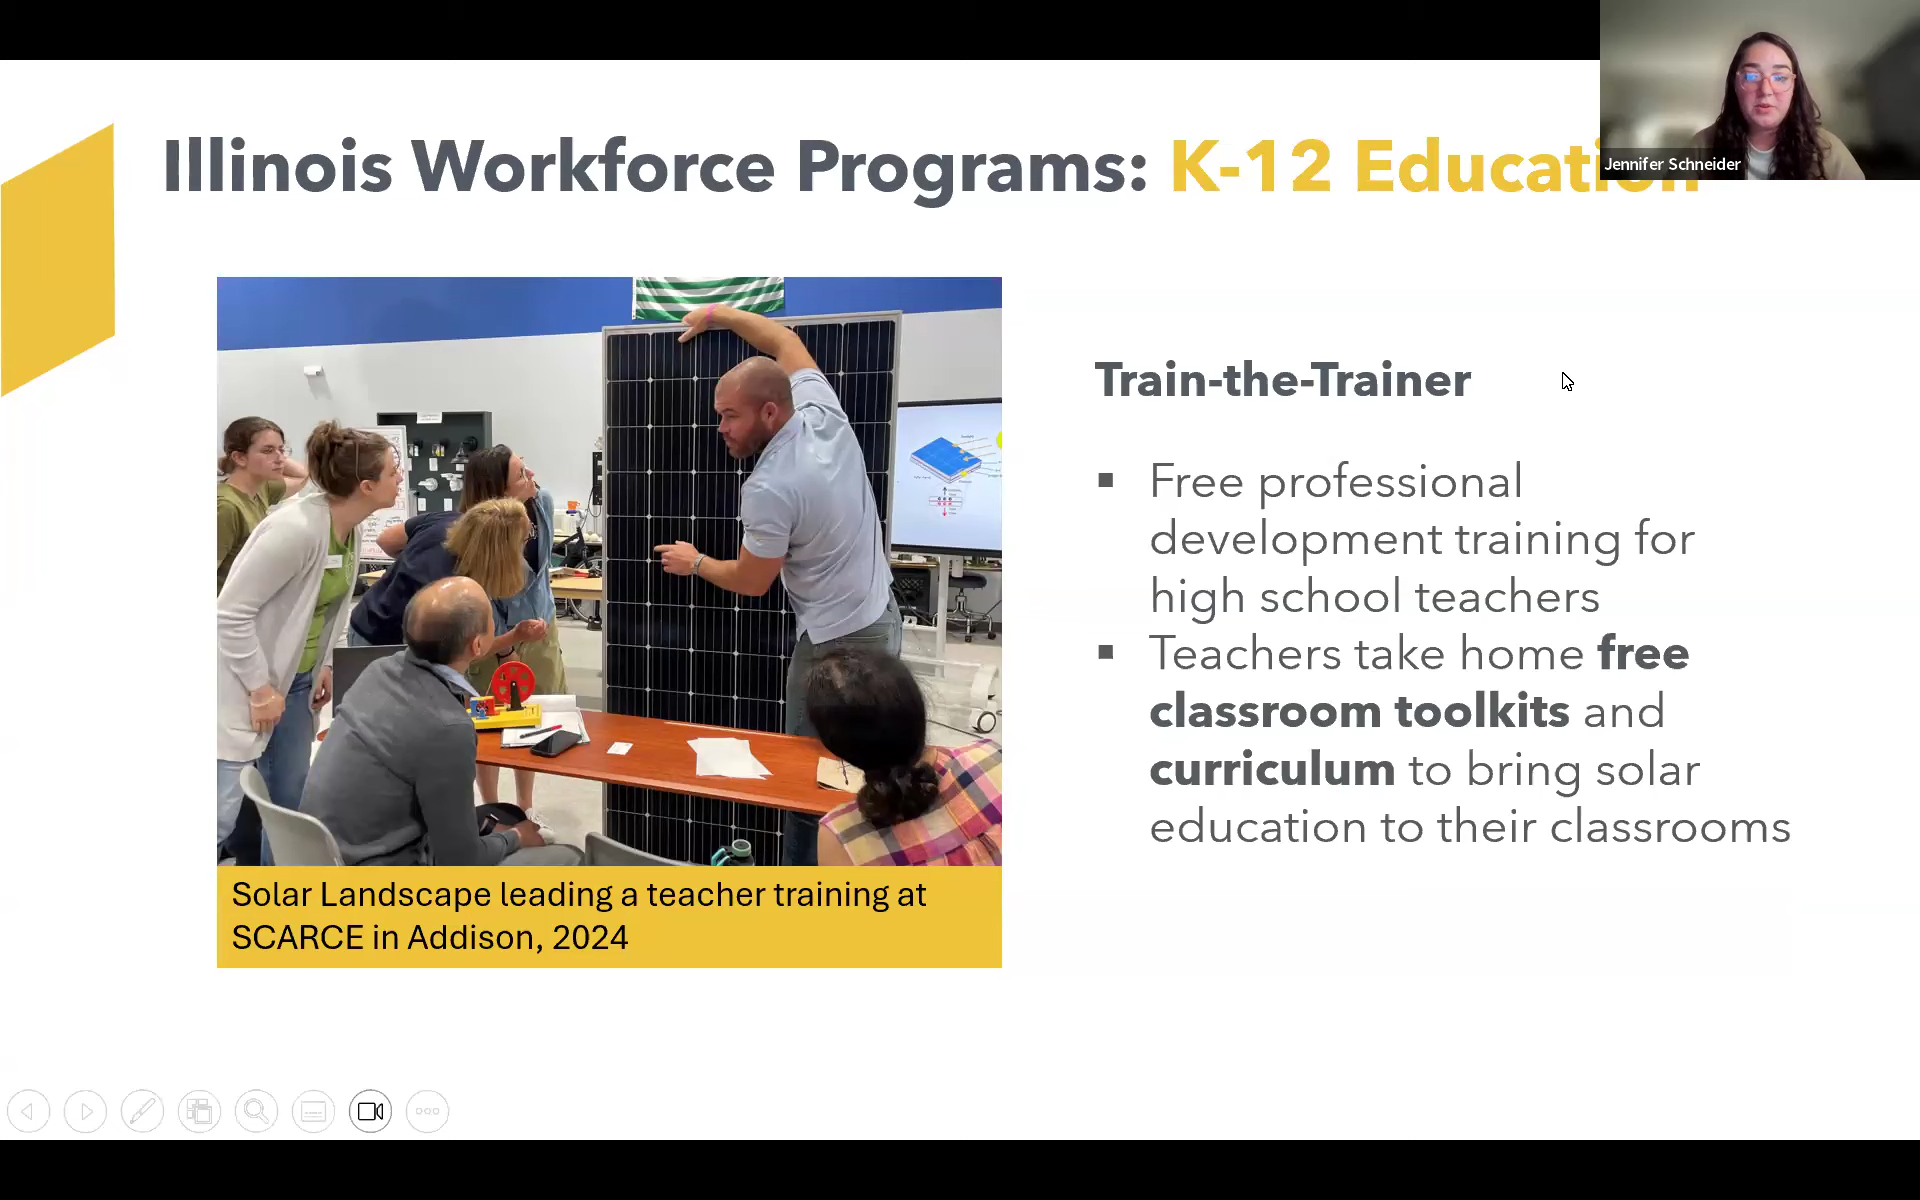 Illinois Workforce Programs: K-12 Education
Jennifer Schneider
Train-the-Trainer
▪ Free professional
development training for
high school teachers
▪ Teachers take home free
classroom toolkits and
curriculum to bring solar
education to their classrooms
Solar Landscape leading a teacher training at
SCARCE in Addison, 2024